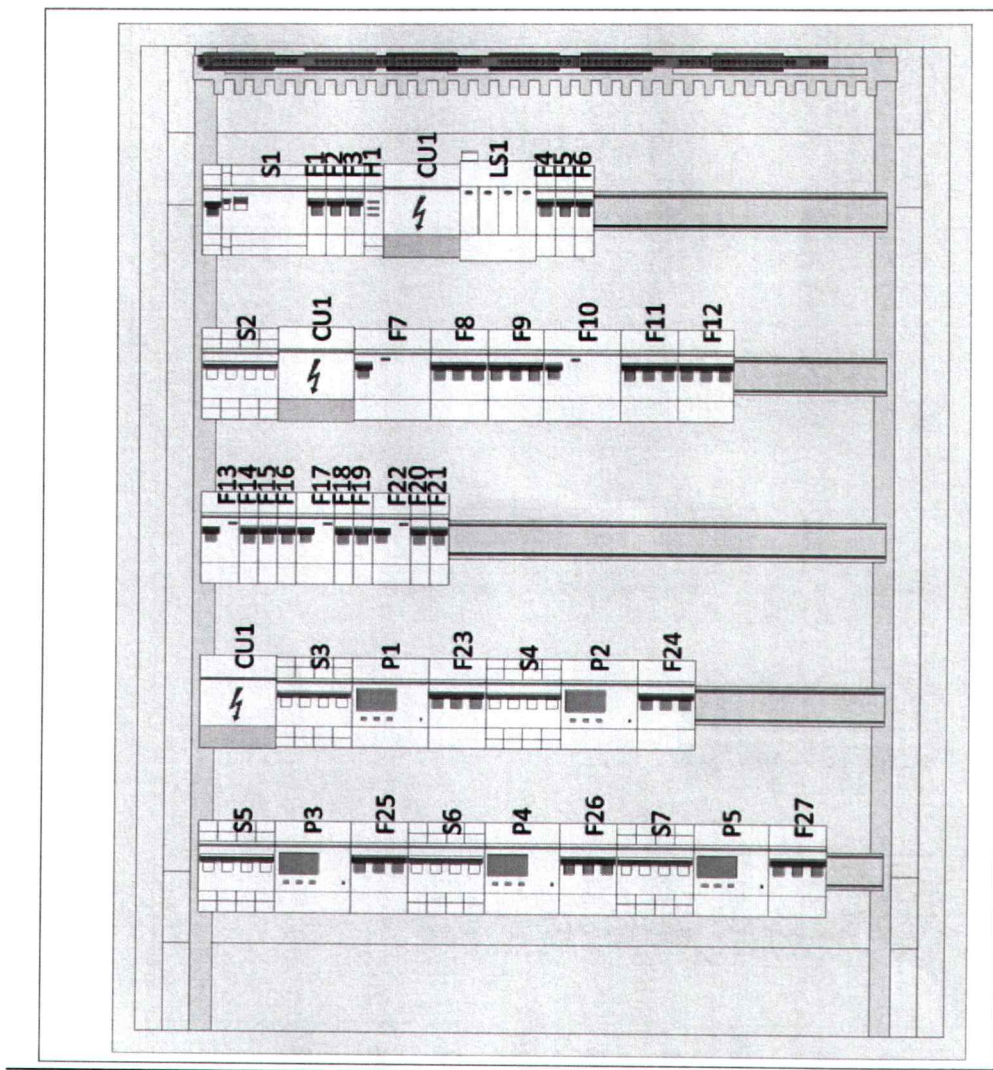 S1 F1 F2 F3 H1 CU1 LS1 F4 F5 F6
S2 CU1 F7 F8 F9 F10 F11 F12
F13 F14 F15 F16 F17 F18 F19 F22 F20 F21
CU1 S3 P1 F23 S4 P2 F24
S5 P3 F25 S6 P4 F26 S7 P5 F27